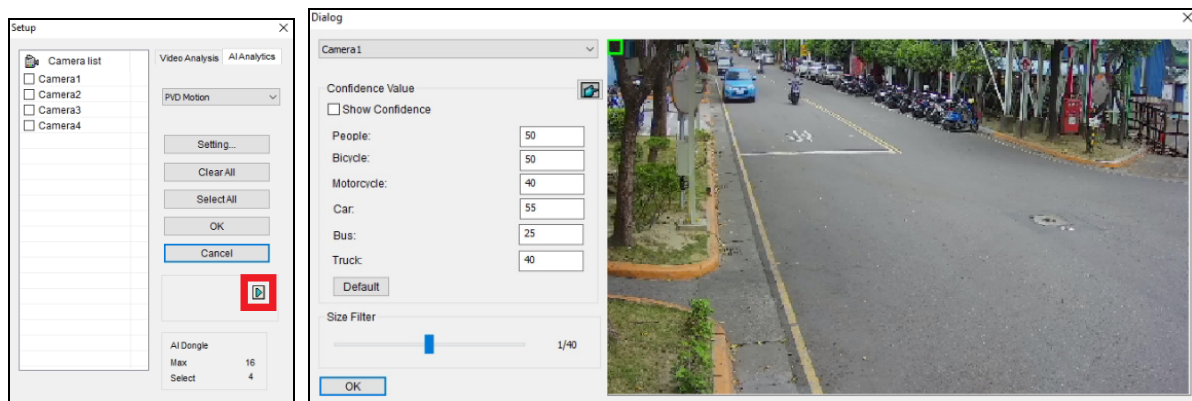 Setup
Camera list
Camera1
Camera2
Camera3
Camera4
Video Analysis
AI Analytics
PVD Motion
Setting...
Clear All
Select All
OK
Cancel
AI Dongle
Max 16
Select 4
Dialog
Camera1
Confidence Value
Show Confidence
People: 50
Bicycle: 50
Motorcycle: 40
Car: 55
Bus: 25
Truck: 40
Default
Size Filter
1/40
OK